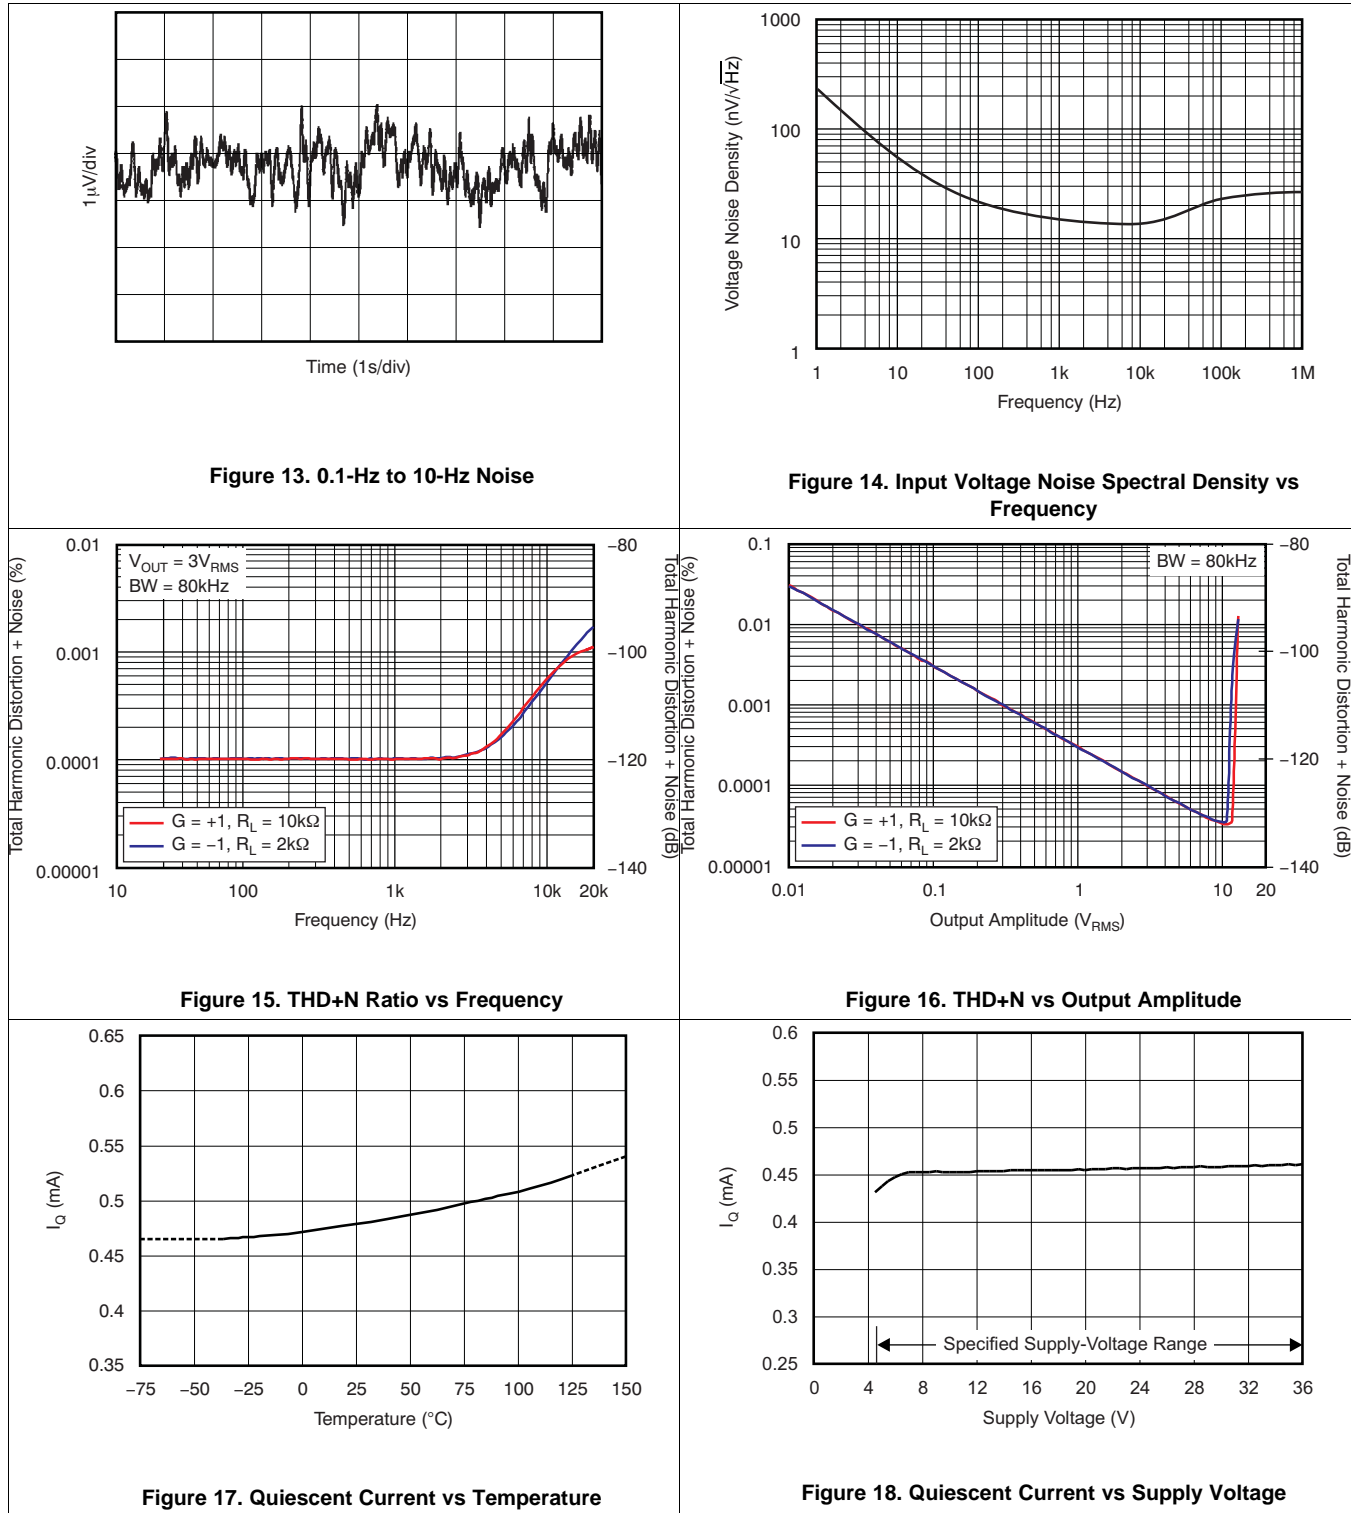 1μV/div
Time (1s/div)
Figure 13. 0.1-Hz to 10-Hz Noise
Voltage Noise Density (nV/√Hz)
1000
100
10
1
1 10 100 1k 10k 100k 1M
Frequency (Hz)
Figure 14. Input Voltage Noise Spectral Density vs
Frequency
Total Harmonic Distortion + Noise (%)
0.01
0.001
0.0001
0.00001
VOUT = 3VRMS
BW = 80kHz
G = +1, RL = 10kΩ
G = −1, RL = 2kΩ
−80
−100
−120
−140
Total Harmonic Distortion + Noise (dB)
10 100 1k 10k 20k
Frequency (Hz)
Figure 15. THD+N Ratio vs Frequency
Total Harmonic Distortion + Noise (%)
0.1
0.01
0.001
0.0001
0.00001
BW = 80kHz
G = +1, RL = 10kΩ
G = −1, RL = 2kΩ
−80
−100
−120
−140
Total Harmonic Distortion + Noise (dB)
0.01 0.1 1 10 20
Output Amplitude (VRMS)
Figure 16. THD+N vs Output Amplitude
IQ (mA)
0.65
0.6
0.55
0.5
0.45
0.4
0.35
−75 −50 −25 0 25 50 75 100 125 150
Temperature (°C)
Figure 17. Quiescent Current vs Temperature
IQ (mA)
0.6
0.55
0.5
0.45
0.4
0.35
0.3
0.25
Specified Supply-Voltage Range
0 4 8 12 16 20 24 28 32 36
Supply Voltage (V)
Figure 18. Quiescent Current vs Supply Voltage